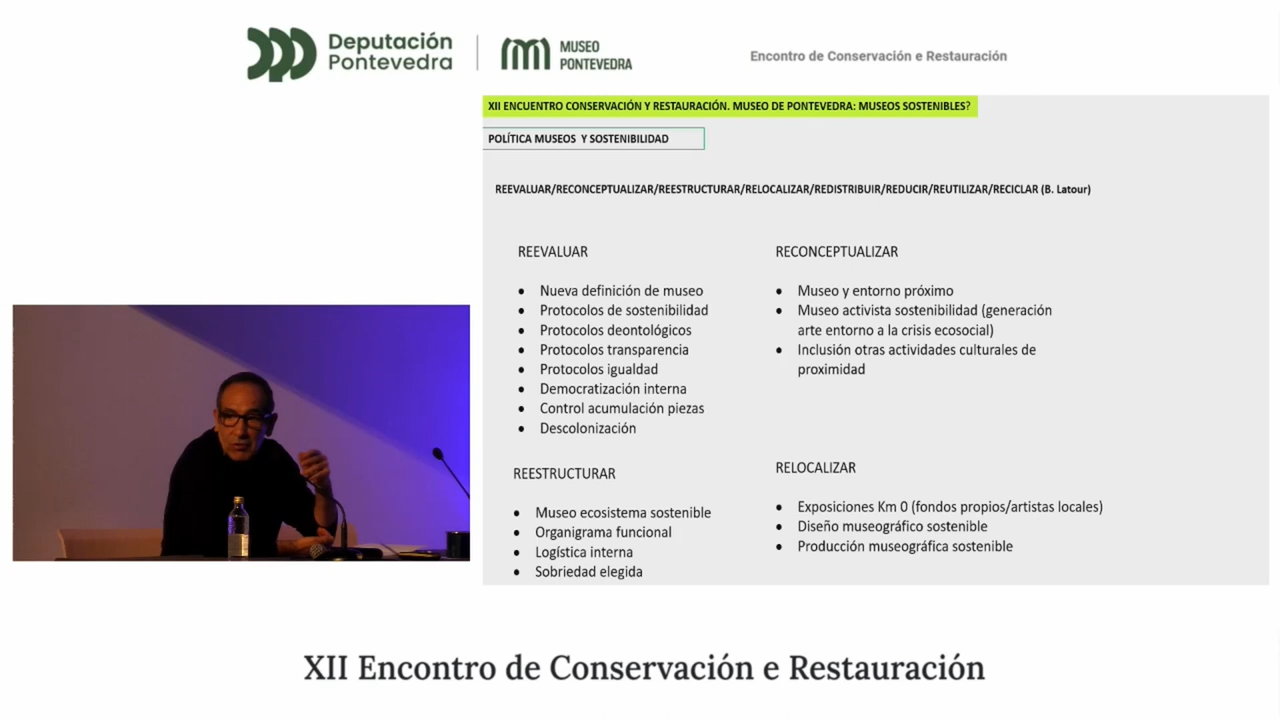 Deputación
Pontevedra
MUSEO
PONTEVEDRA
Encontro de Conservación e Restauración
XII ENCUENTRO CONSERVACIÓN Y RESTAURACIÓN. MUSEO DE PONTEVEDRA: MUSEOS SOSTENIBLES?
POLÍTICA MUSEOS Y SOSTENIBILIDAD
REEVALUAR/RECONCEPTUALIZAR/REESTRUCTURAR/RELOCALIZAR/REDISTRIBUIR/REDUCIR/REUTILIZAR/RECICLAR (B. Latour)
REEVALUAR
• Nueva definición de museo
• Protocolos de sostenibilidad
• Protocolos deontológicos
• Protocolos transparencia
• Protocolos igualdad
• Democratización interna
• Control acumulación piezas
• Descolonización
RECONCEPTUALIZAR
• Museo y entorno próximo
• Museo activista sostenibilidad (generación
arte entorno a la crisis ecosocial)
• Inclusión otras actividades culturales de
proximidad
REESTRUCTURAR
• Museo ecosistema sostenible
• Organigrama funcional
• Logística interna
• Sobriedad elegida
RELOCALIZAR
• Exposiciones Km 0 (fondos propios/artistas locales)
• Diseño museográfico sostenible
• Producción museográfica sostenible
XII Encontro de Conservación e Restauración